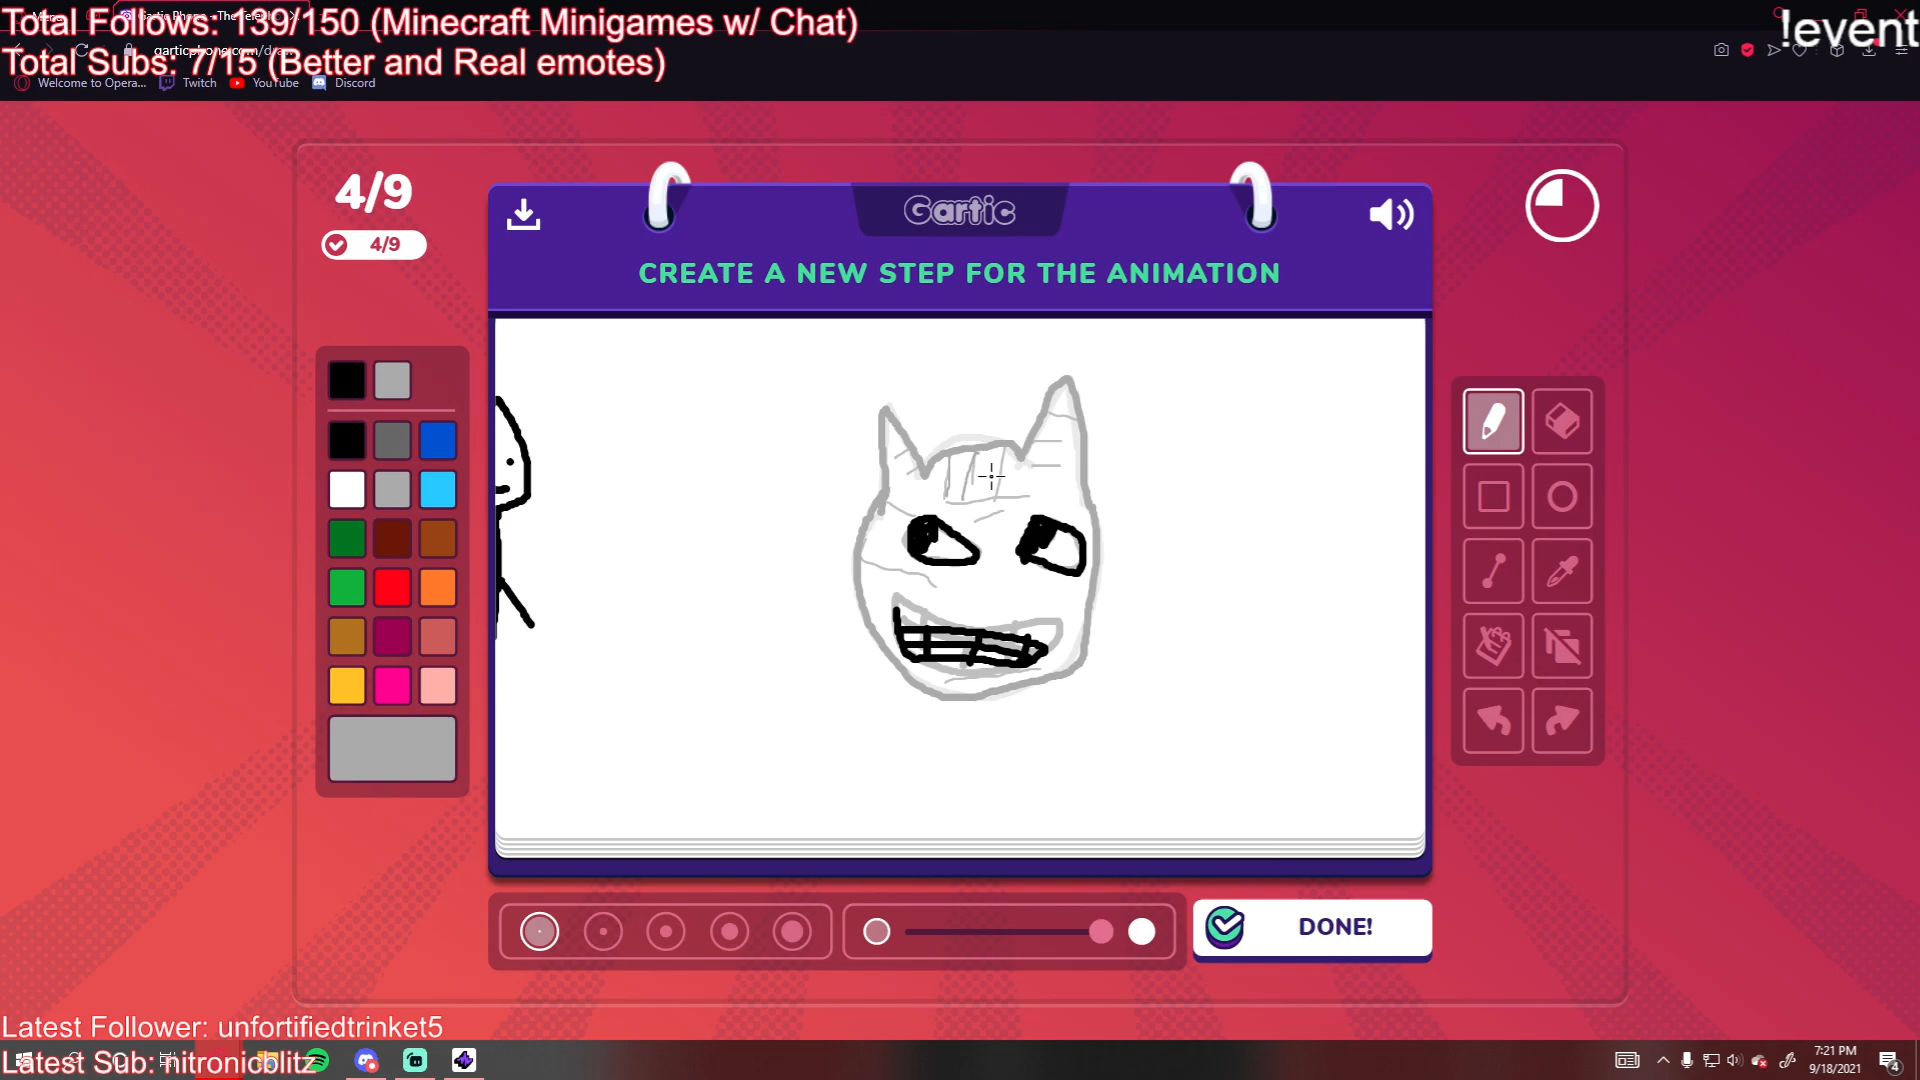 Total Follows: 139/150 (Minecraft Minigames w/ Chat)
!event
Total Subs: 7/15 (Better and Real emotes)
Welcome to Opera...
Twitch
YouTube
Discord
4/9
4/9
Gartic
CREATE A NEW STEP FOR THE ANIMATION
DONE!
Latest Follower: unfortifiedtrinket5
Latest Sub: nitronicblitz
7:21 PM
9/18/2021
4